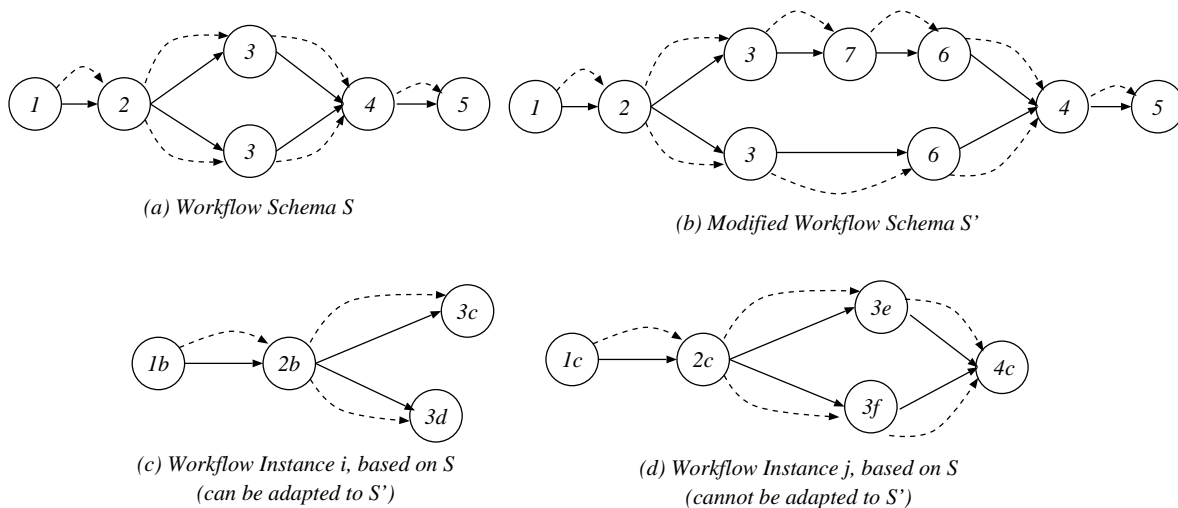 1
2
3
3
4
5
(a) Workflow Schema S
1
2
3
7
6
3
6
4
5
(b) Modified Workflow Schema S'
1b
2b
3c
3d
(c) Workflow Instance i, based on S
(can be adapted to S')
1c
2c
3e
3f
4c
(d) Workflow Instance j, based on S
(cannot be adapted to S')